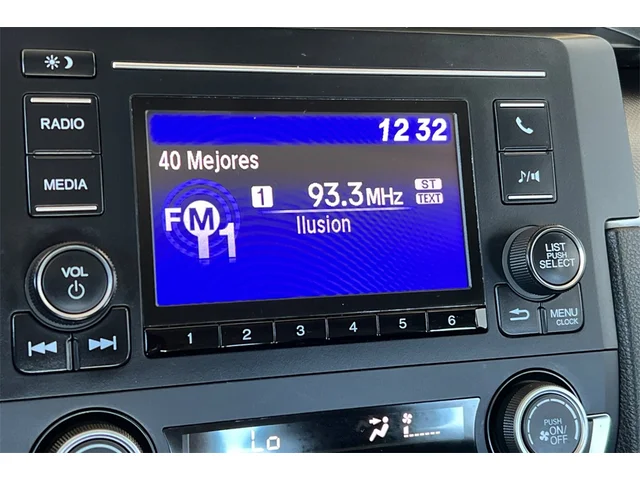 12 32
40 Mejores
RADIO
MEDIA
FM1
1 93.3MHz ST
TEXT
Ilusion
VOL
LIST
PUSH
SELECT
MENU
CLOCK
1 2 3 4 5 6
Lo
PUSH
ON/
OFF